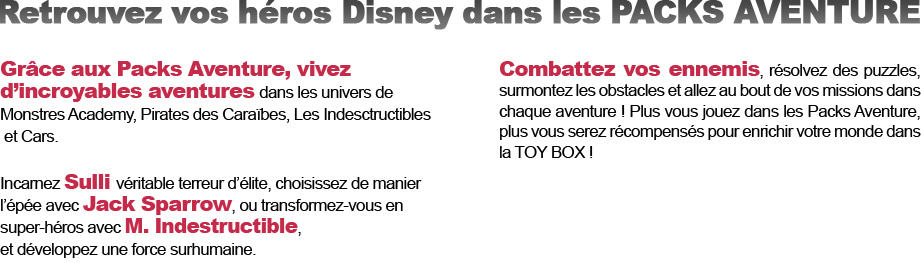 Retrouvez vos héros Disney dans les PACKS AVENTURE
Grâce aux Packs Aventure, vivez
d’incroyables aventures dans les univers de
Monstres Academy, Pirates des Caraïbes, Les Indesctructibles
et Cars.
Incarnez Sulli véritable terreur d’élite, choisissez de manier
l’épée avec Jack Sparrow, ou transformez-vous en
super-héros avec M. Indestructible,
et développez une force surhumaine.
Combattez vos ennemis, résolvez des puzzles,
surmontez les obstacles et allez au bout de vos missions dans
chaque aventure ! Plus vous jouez dans les Packs Aventure,
plus vous serez récompensés pour enrichir votre monde dans
la TOY BOX !